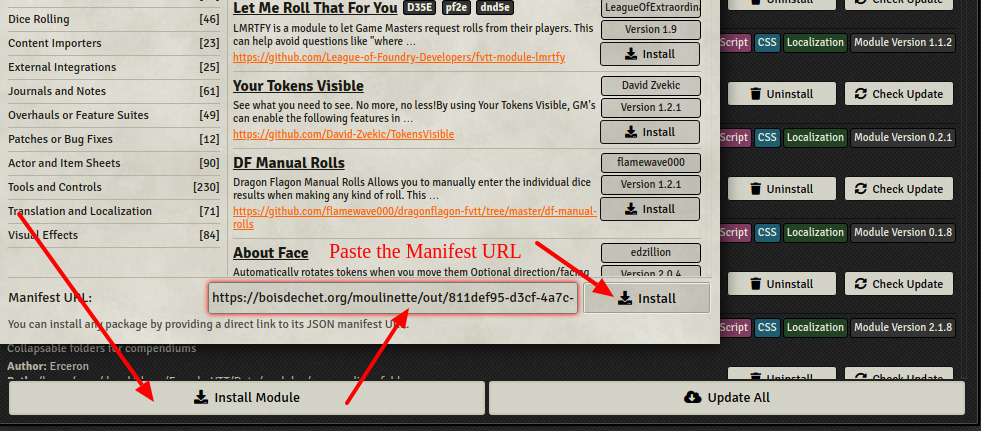 Dice Rolling [46]
Content Importers [23]
External Integrations [25]
Journals and Notes [61]
Overhauls or Feature Suites [49]
Patches or Bug Fixes [12]
Actor and Item Sheets [90]
Tools and Controls [230]
Translation and Localization [71]
Visual Effects [84]
Let Me Roll That For You D35E pf2e dnd5e
LMRTFY is a module to let Game Masters request rolls from their players. This
can help avoid questions like "where ...
https://github.com/League-of-Foundry-Developers/fvtt-module-lmrtfy
LeagueOfExtraordin
Version 1.9
Install
Your Tokens Visible
See what you need to see. No more, no less!By using Your Tokens Visible, GM's
can enable the following features in ...
https://github.com/David-Zvekic/TokensVisible
David Zvekic
Version 1.2.1
Install
DF Manual Rolls
Dragon Flagon Manual Rolls Allows you to manually enter the individual dice
results when making any kind of roll. This ...
https://github.com/flamewave000/dragonflagon-fvtt/tree/master/df-manual-
rolls
flamewave000
Version 1.2.1
Install
About Face
Automatically rotates tokens when you move them Optional direction/facing
edzillion
Version 2.0.4
Paste the Manifest URL
Manifest URL:
https://boisdechet.org/moulinette/out/811def95-d3cf-4a7c-
Install
You can install any package by providing a direct link to its JSON manifest URL.
Uninstall Check Update
Script CSS Localization Module Version 1.1.2
Uninstall Check Update
Script CSS Localization Module Version 0.2.1
Uninstall Check Update
Script CSS Localization Module Version 0.1.8
Uninstall Check Update
Script CSS Localization Module Version 2.1.8
Collapsable folders for compendiums
Author: Erceron
Uninstall Check Update
Install Module
Update All